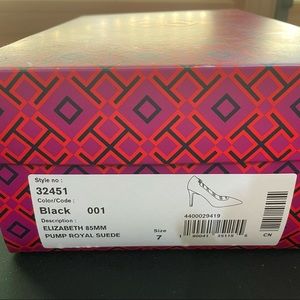 Style no :
32451
Color/Code :
Black 001
Description :
ELIZABETH 85MM
PUMP ROYAL SUEDE
4400029419
Size
7
CN